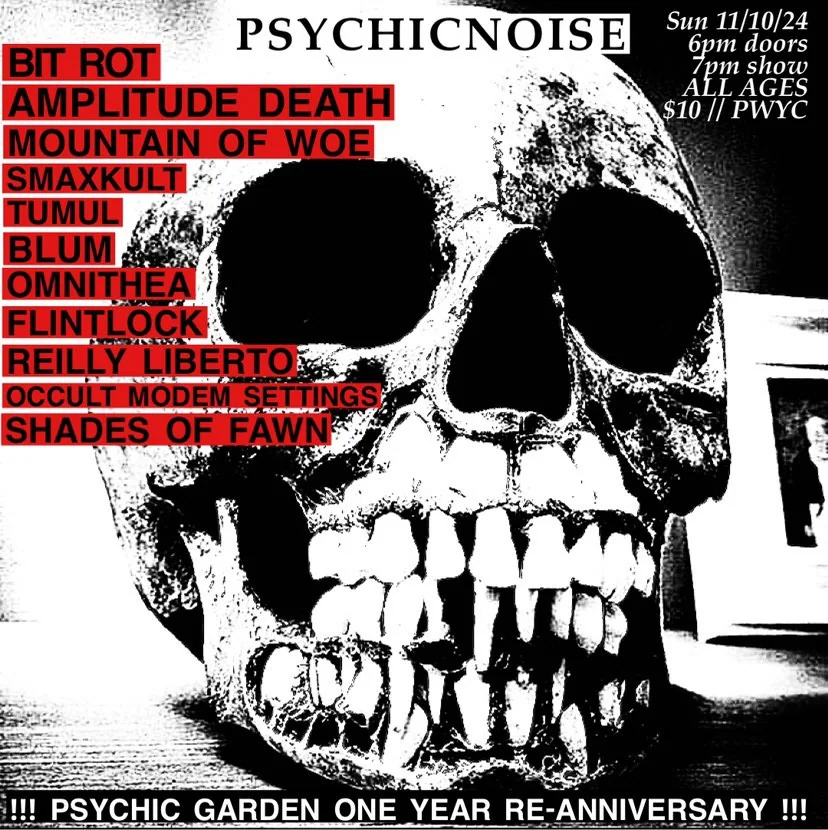 PSYCHICNOISE
Sun 11/10/24
6pm doors
7pm show
ALL AGES
$10 // PWYC
BIT ROT
AMPLITUDE DEATH
MOUNTAIN OF WOE
SMAXKULT
TUMUL
BLUM
OMNITHEA
FLINTLOCK
REILLY LIBERTO
OCCULT MODEM SETTINGS
SHADES OF FAWN
!!! PSYCHIC GARDEN ONE YEAR RE-ANNIVERSARY !!!